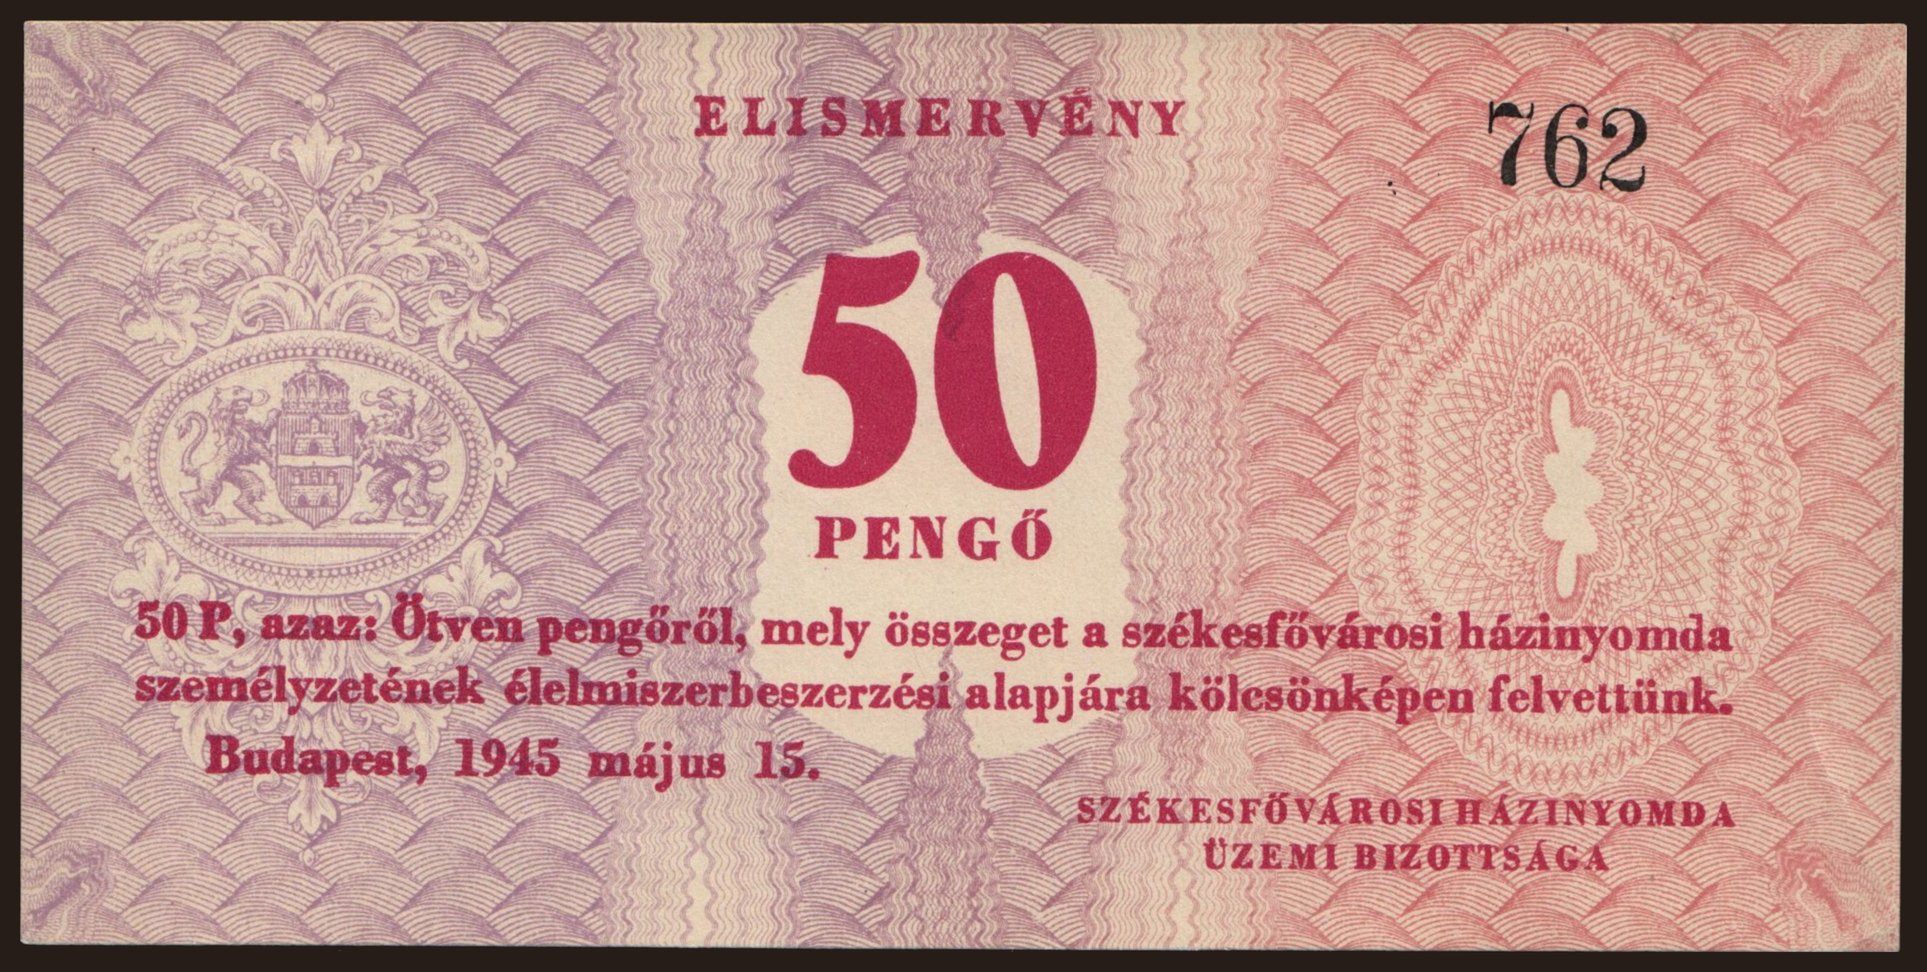 ELISMERVÉNY
762
50
PENGŐ
50 P, azaz: Ötven pengőről, mely összeget a székesfővárosi házinyomda
személyzetének élelmiszerbeszerzési alapjára kölcsönképen felvettünk.
Budapest, 1945 május 15.
SZÉKESFŐVÁROSI HÁZINYOMDA
ÜZEMI BIZOTTSÁGA